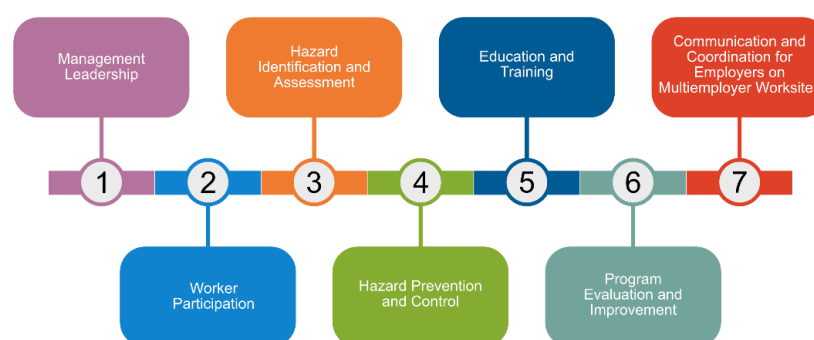 Management
Leadership
Hazard
Identification and
Assessment
Education and
Training
Communication and
Coordination for
Employers on
Multiemployer Worksite
1
2
3
4
5
6
7
Worker
Participation
Hazard Prevention
and Control
Program
Evaluation and
Improvement